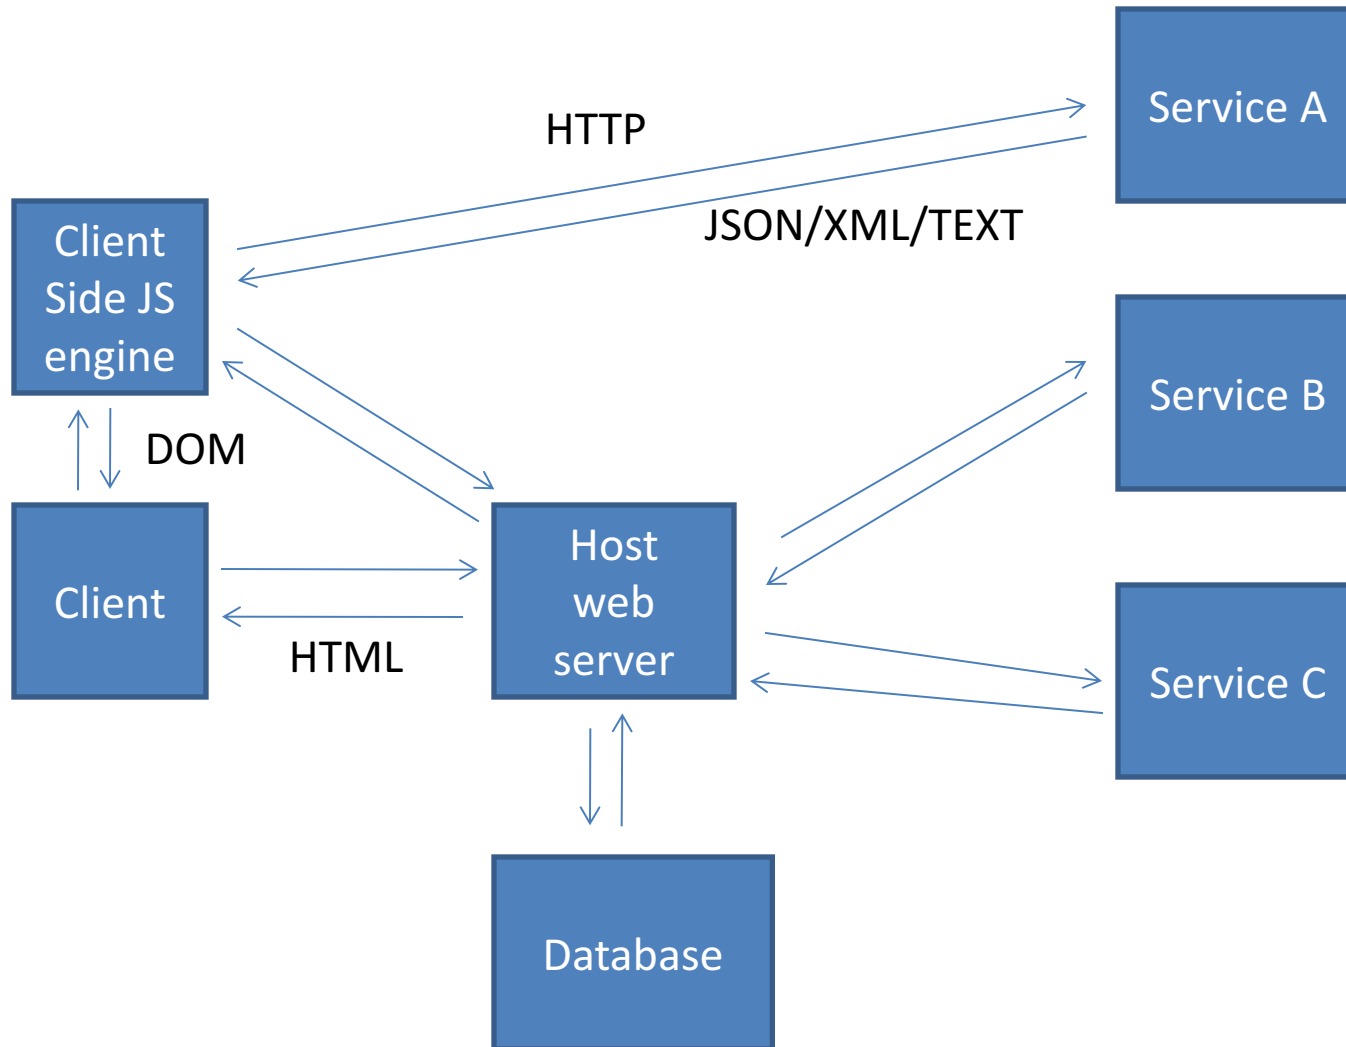 Service A
HTTP
JSON/XML/TEXT
Client
Side JS
engine
Service B
DOM
Host
web
server
Client
HTML
Service C
Database